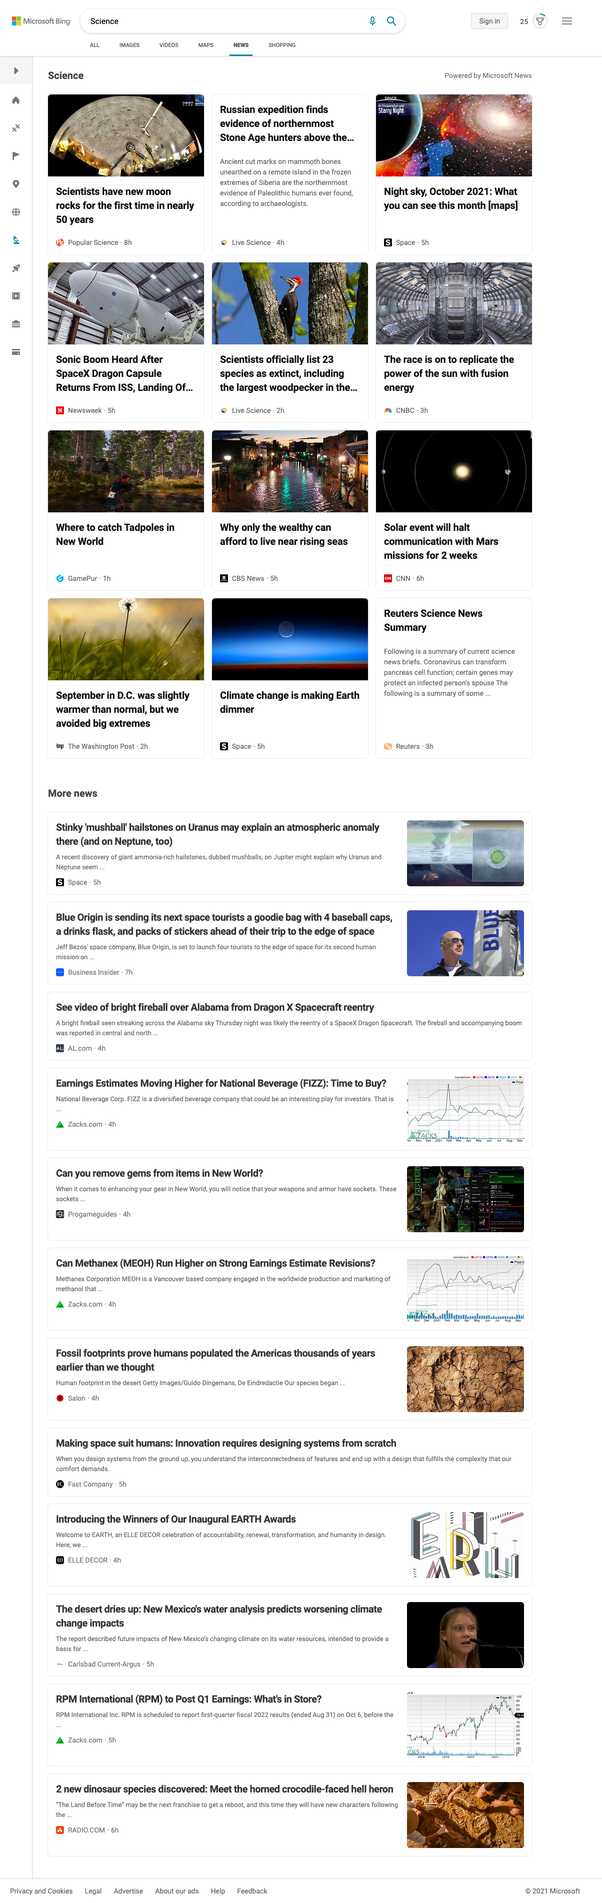 Microsoft Bing
Science
Sign in
25
ALL
IMAGES
VIDEOS
MAPS
NEWS
SHOPPING
Science
Powered by Microsoft News
Scientists have new moon
rocks for the first time in nearly
50 years
Popular Science · 8h
Russian expedition finds
evidence of northernmost
Stone Age hunters above the...
Ancient cut marks on mammoth bones
unearthed on a remote island in the frozen
extremes of Siberia are the northernmost
evidence of Paleolithic humans ever found,
according to archaeologists.
Live Science · 4h
SPACE
Starry Night
Night sky, October 2021: What
you can see this month [maps]
Space · 5h
Sonic Boom Heard After
SpaceX Dragon Capsule
Returns From ISS, Landing Of...
Newsweek · 5h
Scientists officially list 23
species as extinct, including
the largest woodpecker in the...
Live Science · 2h
The race is on to replicate the
power of the sun with fusion
energy
CNBC · 3h
Where to catch Tadpoles in
New World
GamePur · 1h
Why only the wealthy can
afford to live near rising seas
CBS News · 5h
Solar event will halt
communication with Mars
missions for 2 weeks
CNN · 6h
September in D.C. was slightly
warmer than normal, but we
avoided big extremes
The Washington Post · 2h
Climate change is making Earth
dimmer
Space · 5h
Reuters Science News
Summary
Following is a summary of current science
news briefs. Coronavirus can transform
pancreas cell function; certain genes may
protect an infected person's spouse The
following is a summary of some ...
Reuters · 3h
More news
Stinky 'mushball' hailstones on Uranus may explain an atmospheric anomaly
there (and on Neptune, too)
A recent discovery of giant ammonia-rich hailstones, dubbed mushballs, on Jupiter might explain why Uranus and
Neptune seem ...
Space · 5h
Blue Origin is sending its next space tourists a goodie bag with 4 baseball caps,
a drinks flask, and packs of stickers ahead of their trip to the edge of space
Jeff Bezos' space company, Blue Origin, is set to launch four tourists to the edge of space for its second human
mission on ...
Business Insider · 7h
BLUE
See video of bright fireball over Alabama from Dragon X Spacecraft reentry
A bright fireball seen streaking across the Alabama sky Thursday night was likely the reentry of a SpaceX Dragon Spacecraft. The fireball and accompanying boom
was reported in central and north ...
AL.com · 4h
Earnings Estimates Moving Higher for National Beverage (FIZZ): Time to Buy?
National Beverage Corp. FIZZ is a diversified beverage company that could be an interesting play for investors. That is
...
Zacks.com · 4h
ZACKS
Can you remove gems from items in New World?
When it comes to enhancing your gear in New World, you will notice that your weapons and armor have sockets. These
sockets ...
Progameguides · 4h
Can Methanex (MEOH) Run Higher on Strong Earnings Estimate Revisions?
Methanex Corporation MEOH is a Vancouver based company engaged in the worldwide production and marketing of
methanol that ...
Zacks.com · 4h
Fossil footprints prove humans populated the Americas thousands of years
earlier than we thought
Human footprint in the desert Getty Images/Guido Dingemans, De Eindredactie Our species began ...
Salon · 4h
Making space suit humans: Innovation requires designing systems from scratch
When you design systems from the ground up, you understand the interconnectedness of features and end up with a design that fulfills the complexity that our
comfort demands.
Fast Company · 5h
Introducing the Winners of Our Inaugural EARTH Awards
Welcome to EARTH, an ELLE DECOR celebration of accountability, renewal, transformation, and humanity in design.
Here, we ...
ELLE DECOR · 4h
The desert dries up: New Mexico's water analysis predicts worsening climate
change impacts
The report described future impacts of New Mexico's changing climate on its water resources, intended to provide a
basis for ...
Carlsbad Current-Argus · 5h
RPM International (RPM) to Post Q1 Earnings: What's in Store?
RPM International Inc. RPM is scheduled to report first-quarter fiscal 2022 results (ended Aug 31) on Oct 6, before the
...
Zacks.com · 5h
2 new dinosaur species discovered: Meet the horned crocodile-faced hell heron
"The Land Before Time" may be the next franchise to get a reboot, and this time they will have new characters following
the ...
RADIO.COM · 6h
Privacy and Cookies
Legal
Advertise
About our ads
Help
Feedback
© 2021 Microsoft